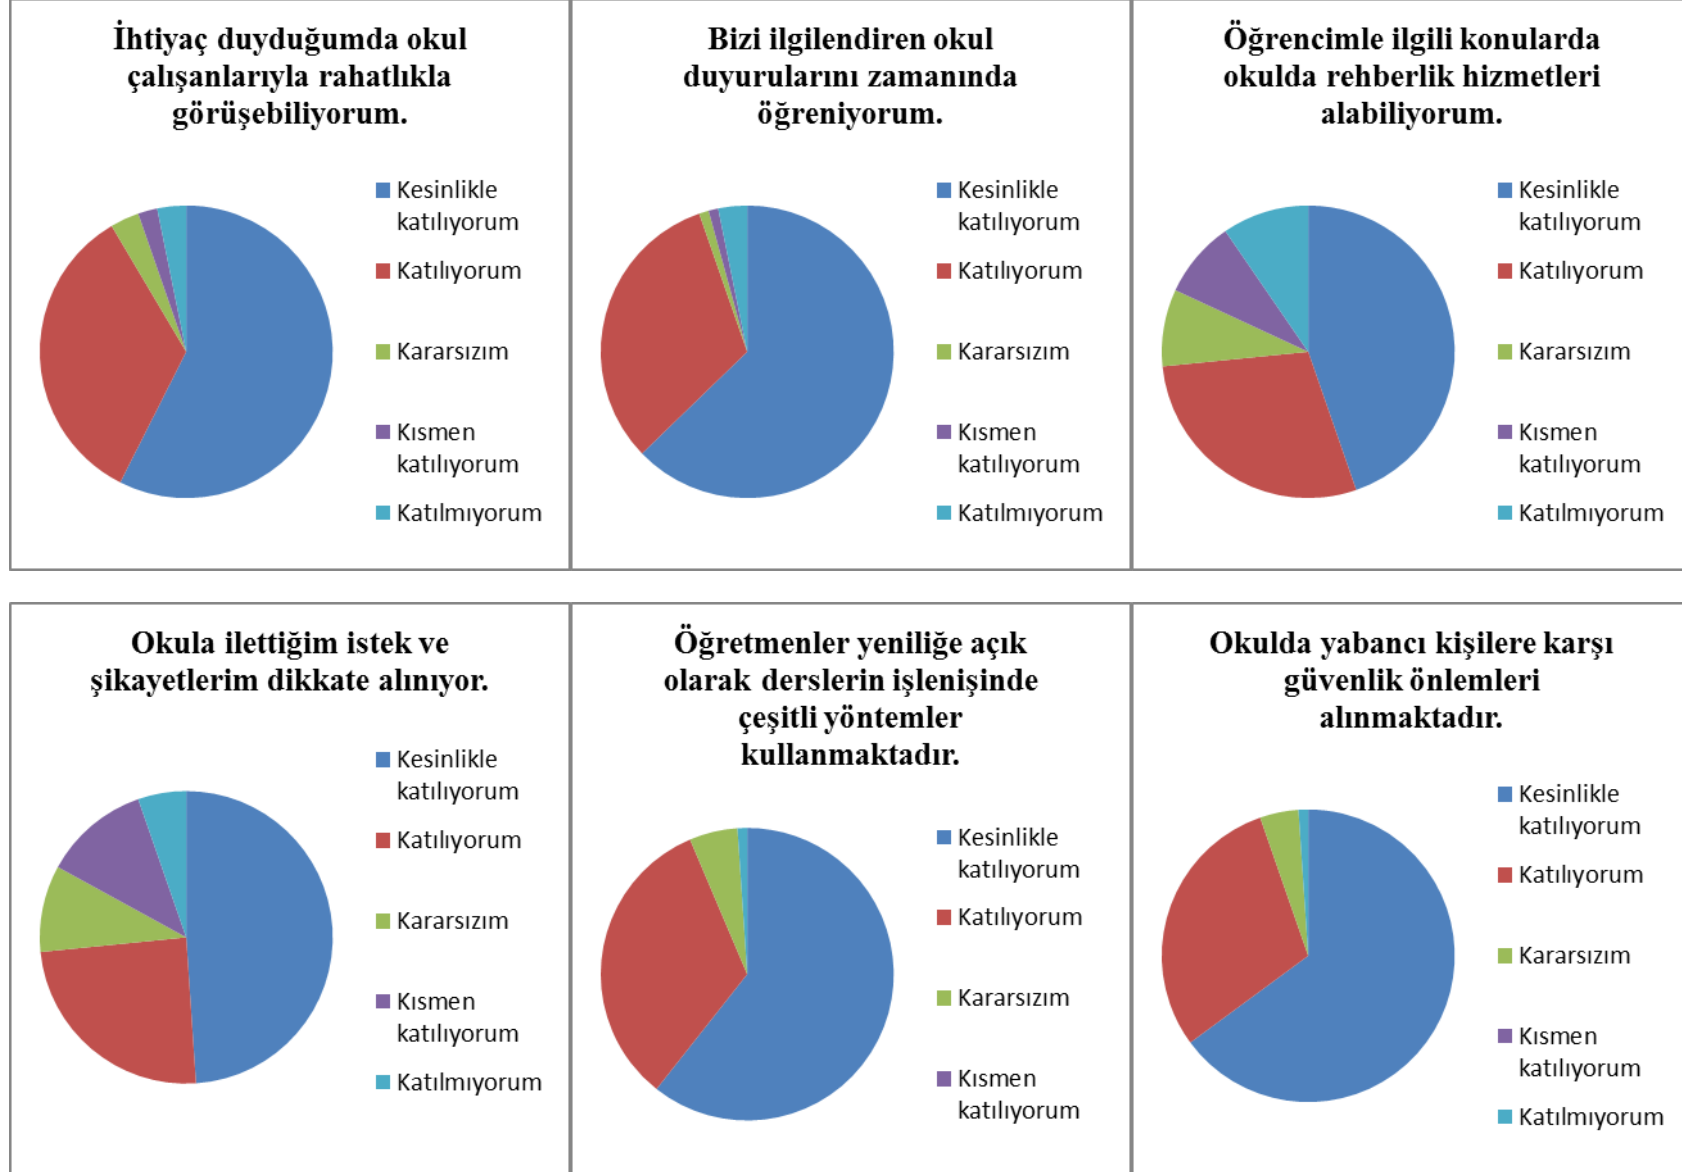 İhtiyaç duyduğumda okul
çalışanlarıyla rahatlıkla
görüşebiliyorum.
Kesinlikle
katılıyorum
Katılıyorum
Kararsızım
Kısmen
katılıyorum
Katılmıyorum
Bizi ilgilendiren okul
duyurularını zamanında
öğreniyorum.
Kesinlikle
katılıyorum
Katılıyorum
Kararsızım
Kısmen
katılıyorum
Katılmıyorum
Öğrencimle ilgili konularda
okulda rehberlik hizmetleri
alabiliyorum.
Kesinlikle
katılıyorum
Katılıyorum
Kararsızım
Kısmen
katılıyorum
Katılmıyorum
Okula ilettiğim istek ve
şikayetlerim dikkate alınıyor.
Kesinlikle
katılıyorum
Katılıyorum
Kararsızım
Kısmen
katılıyorum
Katılmıyorum
Öğretmenler yeniliğe açık
olarak derslerin işlenişinde
çeşitli yöntemler
kullanmaktadır.
Kesinlikle
katılıyorum
Katılıyorum
Kararsızım
Kısmen
katılıyorum
Okulda yabancı kişilere karşı
güvenlik önlemleri
alınmaktadır.
Kesinlikle
katılıyorum
Katılıyorum
Kararsızım
Kısmen
katılıyorum
Katılmıyorum